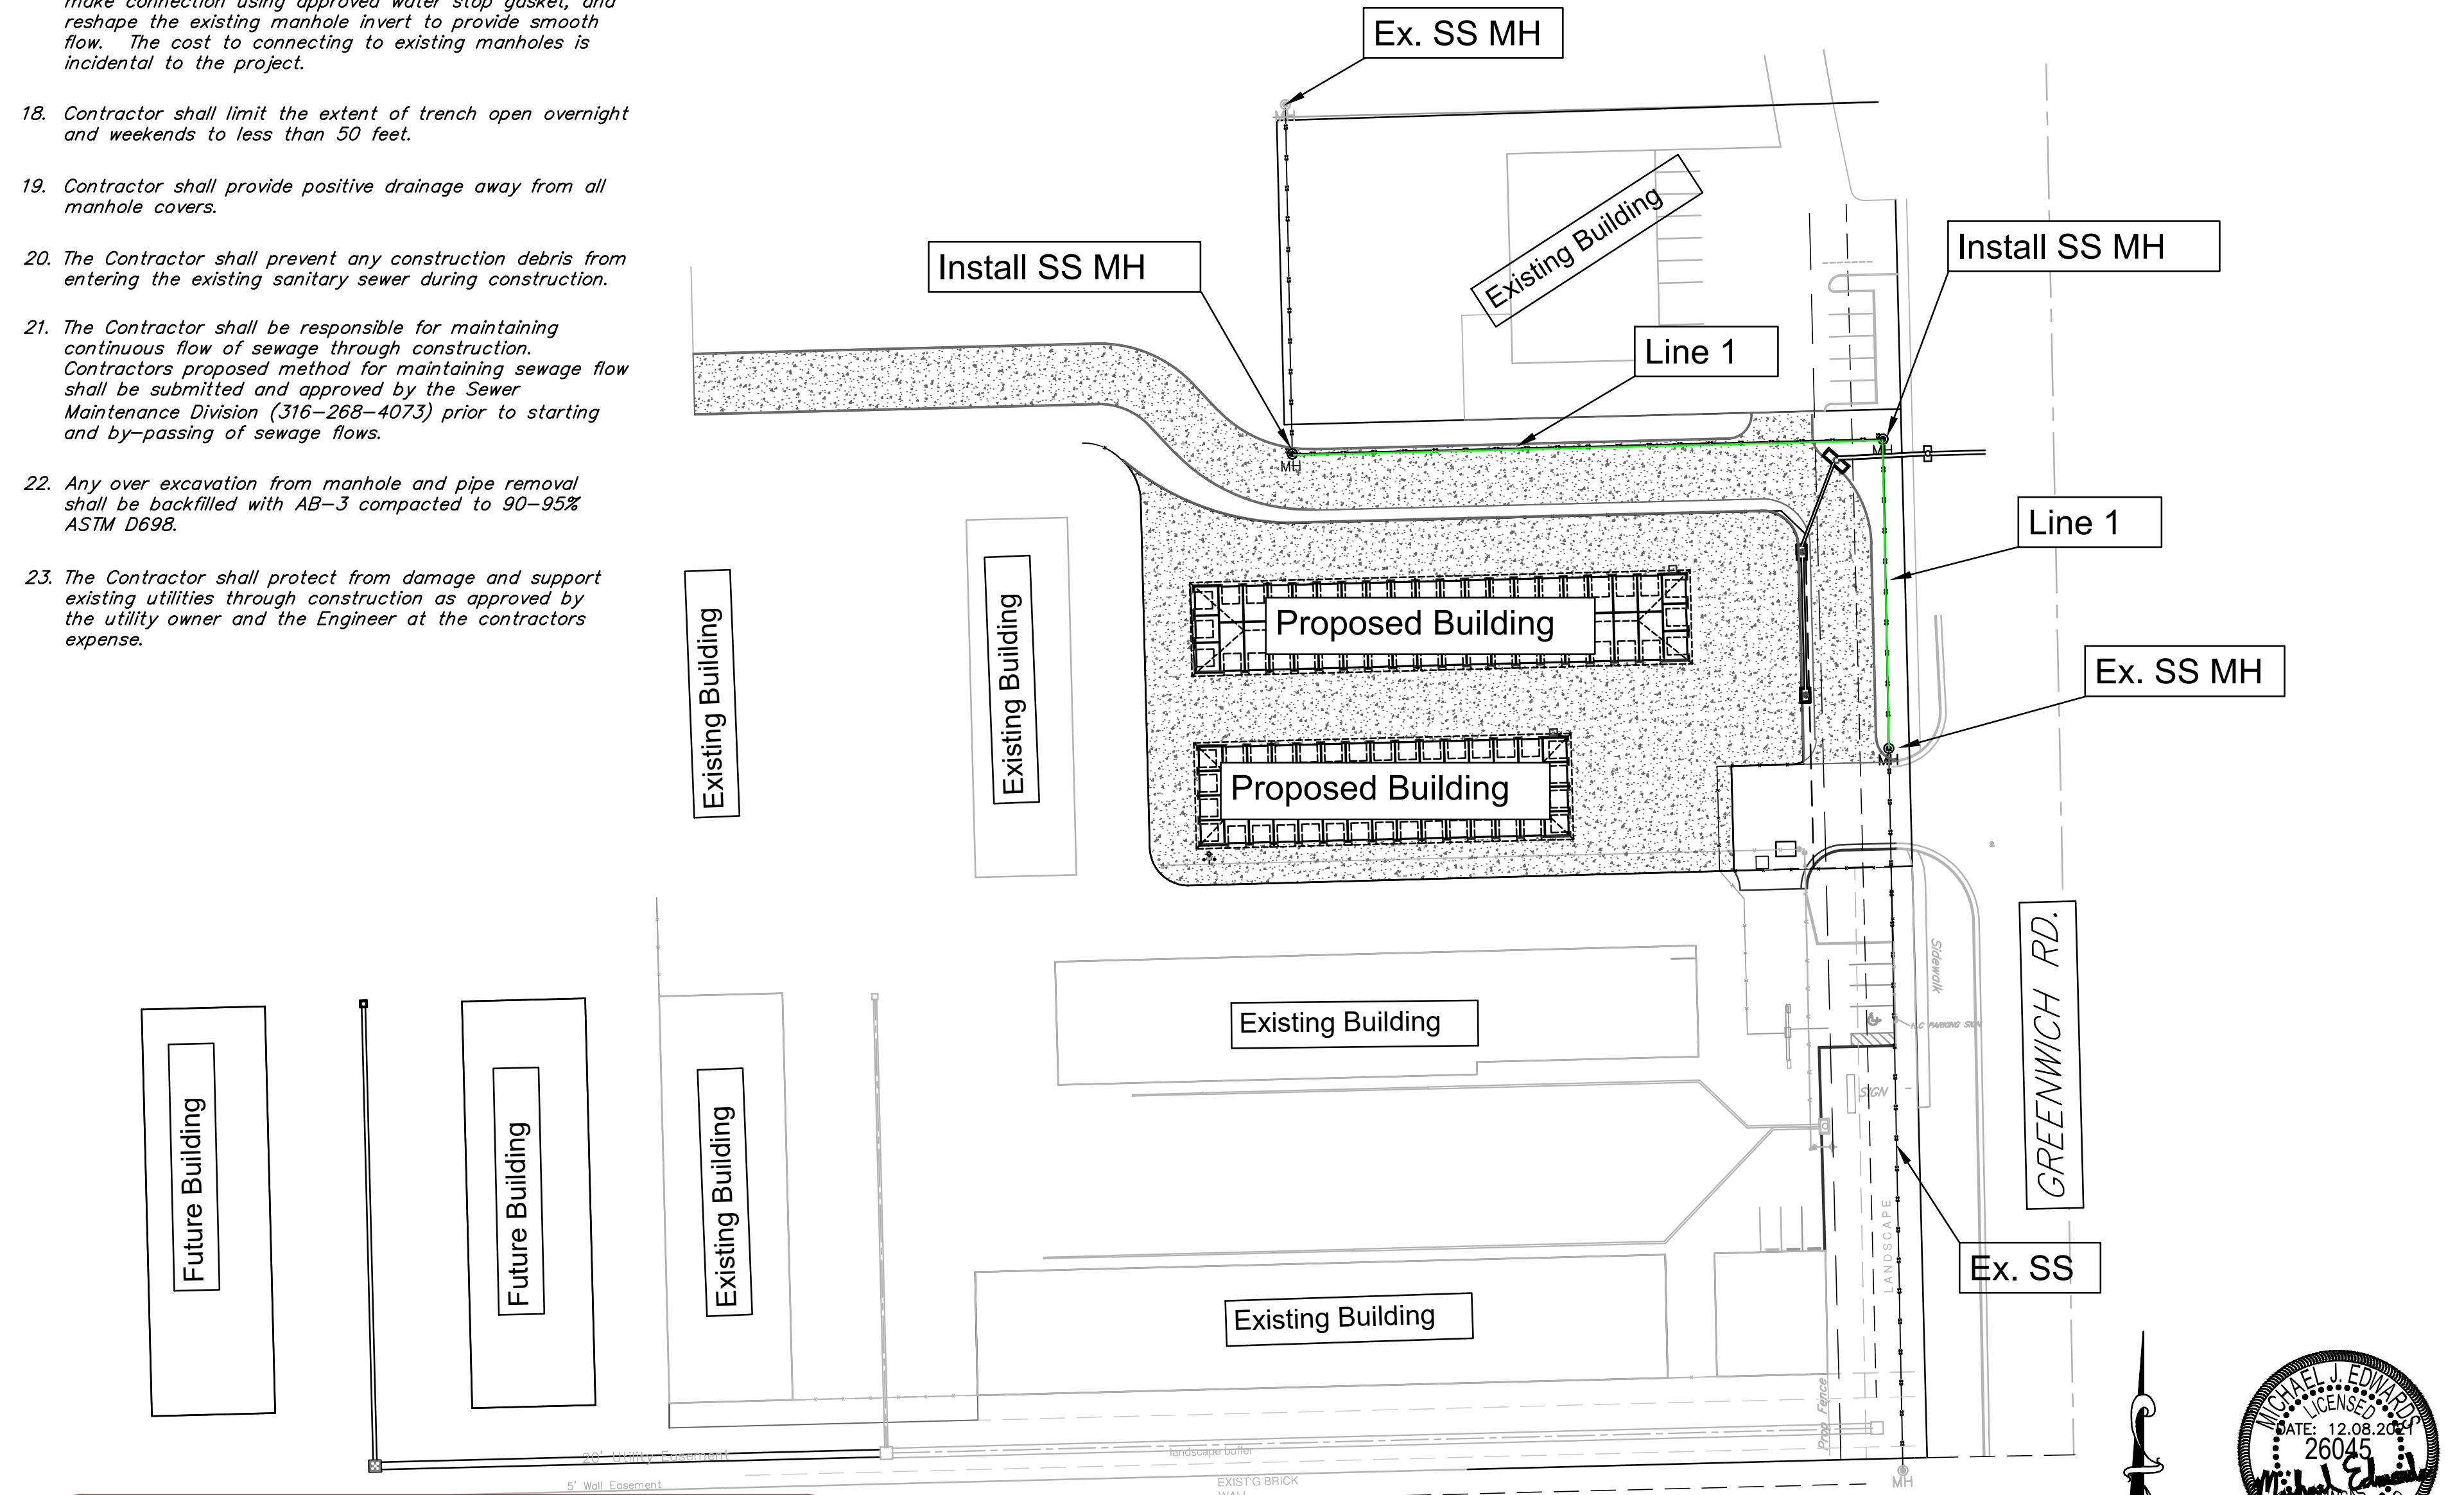 make connection using approved water stop gasket, and
reshape the existing manhole invert to provide smooth
flow. The cost to connecting to existing manholes is
incidental to the project.
18. Contractor shall limit the extent of trench open overnight
and weekends to less than 50 feet.
19. Contractor shall provide positive drainage away from all
manhole covers.
20. The Contractor shall prevent any construction debris from
entering the existing sanitary sewer during construction.
21. The Contractor shall be responsible for maintaining
continuous flow of sewage through construction.
Contractors proposed method for maintaining sewage flow
shall be submitted and approved by the Sewer
Maintenance Division (316-268-4073) prior to starting
and by-passing of sewage flows.
22. Any over excavation from manhole and pipe removal
shall be backfilled with AB-3 compacted to 90-95%
ASTM D698.
23. The Contractor shall protect from damage and support
existing utilities through construction as approved by
the utility owner and the Engineer at the contractors
expense.
Ex. SS MH
MH
Existing Building
Install SS MH
Install SS MH
Line 1
MH
MH
Line 1
Existing Building
Existing Building
Proposed Building
Ex. SS MH
MH
Proposed Building
GREENWICH RD.
Sidewalk
H.C PARKING SIGN
Existing Building
SIGN
Future Building
Future Building
Existing Building
LANDSCAPE
Ex. SS
Existing Building
Prop Fence
20' Utility Easement
landscape buffer
5' Wall Easement
EXIST'G BRICK
WALL
MH
MICHAEL J. EDWARDS
LICENSED
DATE: 12.08.2021
26045